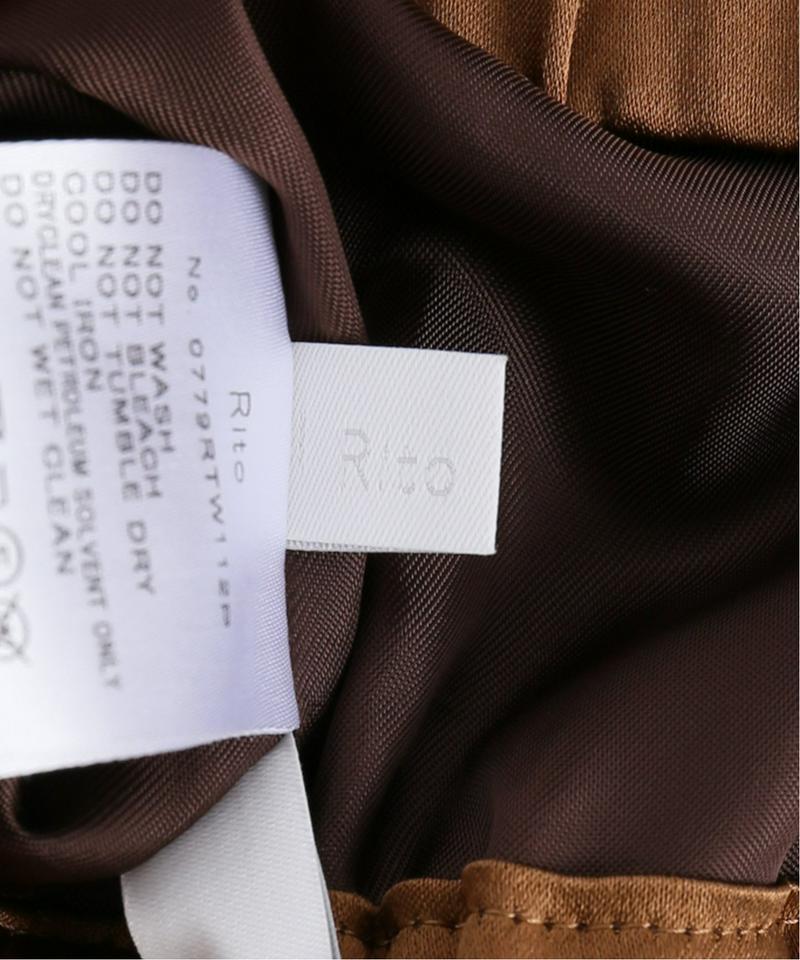 Rito
No. 0779RTW112P
DO NOT WASH
DO NOT BLEACH
DO NOT TUMBLE DRY
COOL IRON
DRYCLEAN PETROLEUM SOLVENT ONLY
DO NOT WET CLEAN
Rito